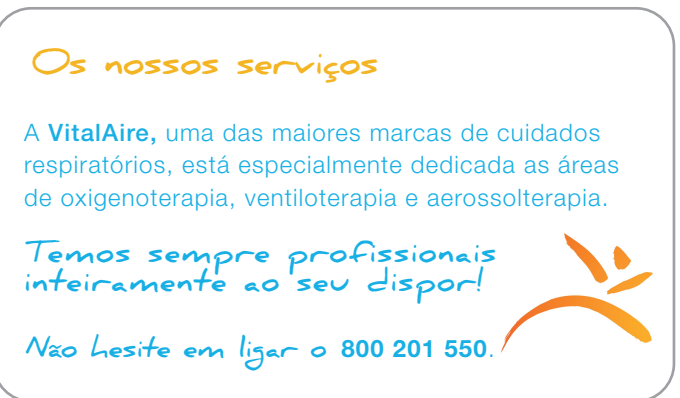 Os nossos serviços
A VitalAire, uma das maiores marcas de cuidados
respiratórios, está especialmente dedicada as áreas
de oxigenoterapia, ventiloterapia e aerossolterapia.
Temos sempre profissionais
inteiramente ao seu dispor!
Não hesite em ligar o 800 201 550.